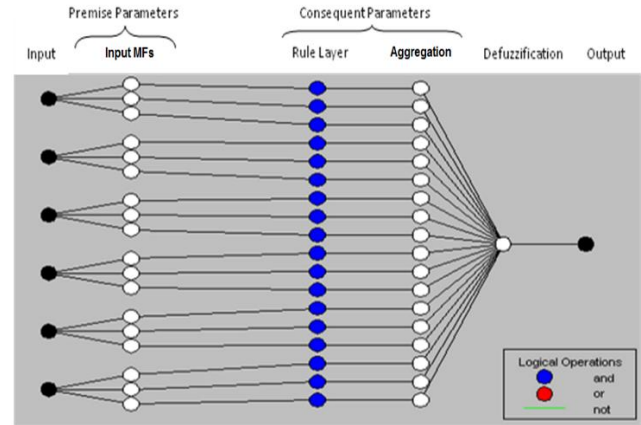 Premise Parameters
Consequent Parameters
Input
Input MFs
Rule Layer
Aggregation
Defuzzification
Output
Logical Operations
and
or
not